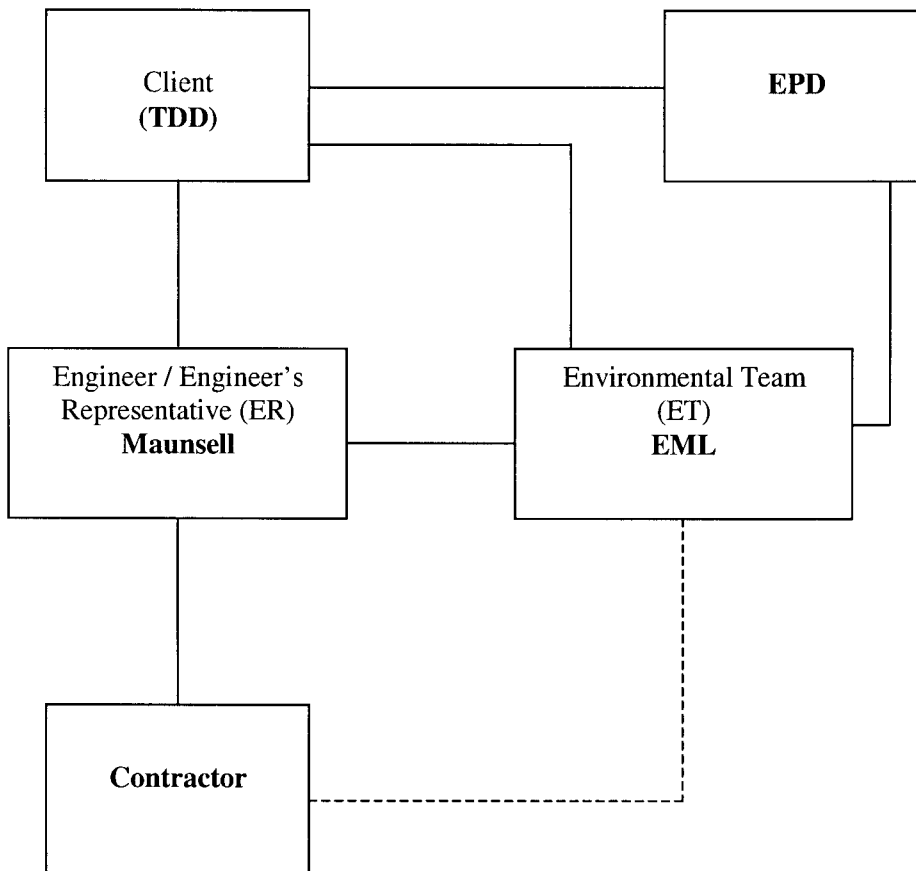 Client
(TDD)
EPD
Engineer / Engineer's
Representative (ER)
Maunsell
Environmental Team
(ET)
EML
Contractor